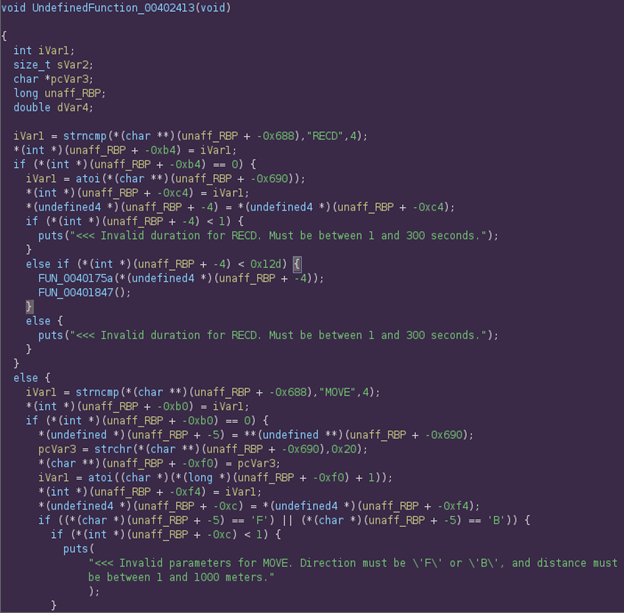 void UndefinedFunction_00402413(void)
{
int iVar1;
size_t sVar2;
char *pcVar3;
long unaff_RBP;
double dVar4;
iVar1 = strncmp(*(char **)(unaff_RBP + -0x688),"RECD",4);
*(int *)(unaff_RBP + -0xb4) = iVar1;
if (*(int *)(unaff_RBP + -0xb4) == 0) {
iVar1 = atoi(*(char **)(unaff_RBP + -0x690));
*(int *)(unaff_RBP + -0xc4) = iVar1;
*(undefined4 *)(unaff_RBP + -4) = *(undefined4 *)(unaff_RBP + -0xc4);
if (*(int *)(unaff_RBP + -4) < 1) {
puts("<<< Invalid duration for RECD. Must be between 1 and 300 seconds.");
}
else if (*(int *)(unaff_RBP + -4) < 0x12d) {
FUN_0040175a(*(undefined4 *)(unaff_RBP + -4));
FUN_00401847();
}
else {
puts("<<< Invalid duration for RECD. Must be between 1 and 300 seconds.");
}
}
else {
iVar1 = strncmp(*(char **)(unaff_RBP + -0x688),"MOVE",4);
*(int *)(unaff_RBP + -0xb0) = iVar1;
if (*(int *)(unaff_RBP + -0xb0) == 0) {
*(undefined *)(unaff_RBP + -5) = **(undefined **)(unaff_RBP + -0x690);
pcVar3 = strchr(*(char **)(unaff_RBP + -0x690),0x20);
*(char **)(unaff_RBP + -0xf0) = pcVar3;
iVar1 = atoi((char *)(*(long *)(unaff_RBP + -0xf0) + 1));
*(int *)(unaff_RBP + -0xf4) = iVar1;
*(undefined4 *)(unaff_RBP + -0xc) = *(undefined4 *)(unaff_RBP + -0xf4);
if ((*(char *)(unaff_RBP + -5) == 'F') || (*(char *)(unaff_RBP + -5) == 'B')) {
if (*(int *)(unaff_RBP + -0xc) < 1) {
puts(
"<<< Invalid parameters for MOVE. Direction must be \'F\' or \'B\', and distance must
be between 1 and 1000 meters."
);
}